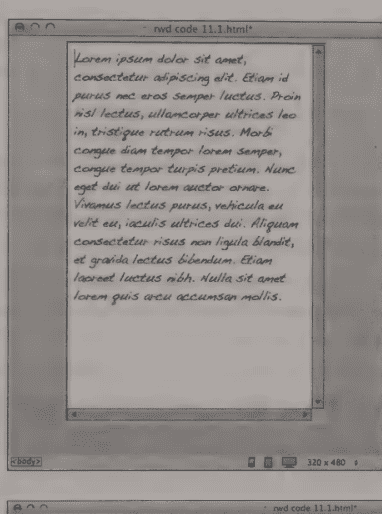 rwd code 11.1.html*
Lorem ipsum dolor sit amet,
consectetur adipiscing elit. Etiam id
purus nec eros semper luctus. Proin
nisl lectus, ullamcorper ultrices leo
in, tristique rutrum risus. Morbi
congue diam tempor lorem semper,
congue tempor turpis pretium. Nunc
eget dui ut lorem auctor ornare.
Vivamus lectus purus, vehicula eu
velit eu, iaculis ultrices dui. Aliquam
consectetur risus non ligula blandit,
et gravida lectus bibendum. Etiam
laoreet luctus nibh. Nulla sit amet
lorem quis arcu accumsan mollis.
<body> 320 x 480
rwd code 11.1.html*